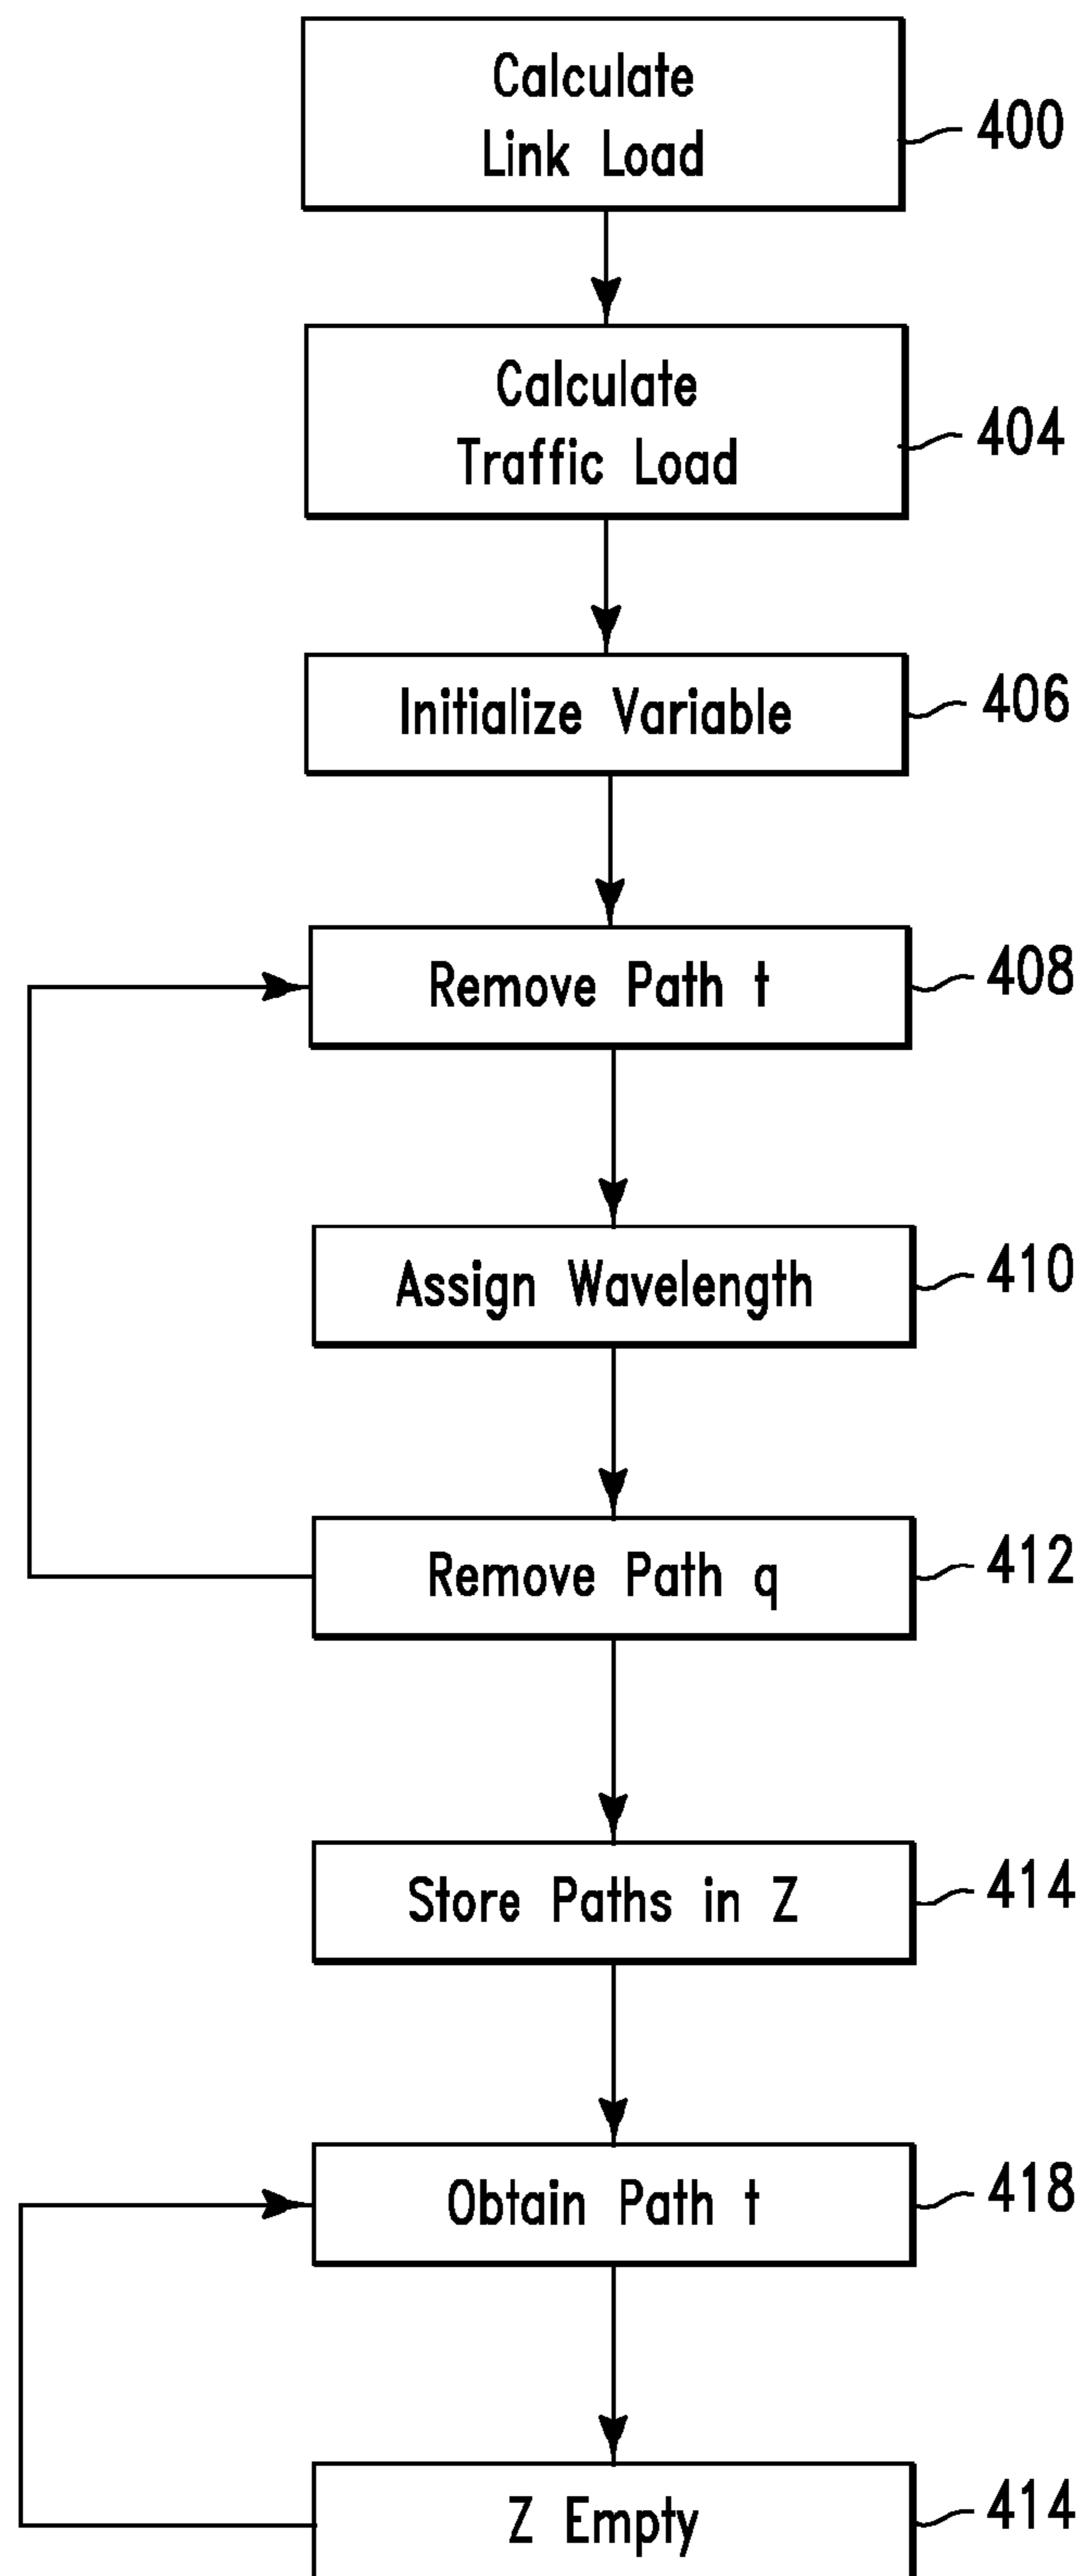 Calculate
Link Load
400
Calculate
Traffic Load
404
Initialize Variable
406
Remove Path t
408
Assign Wavelength
410
Remove Path q
412
Store Paths in Z
414
Obtain Path t
418
Z Empty
414